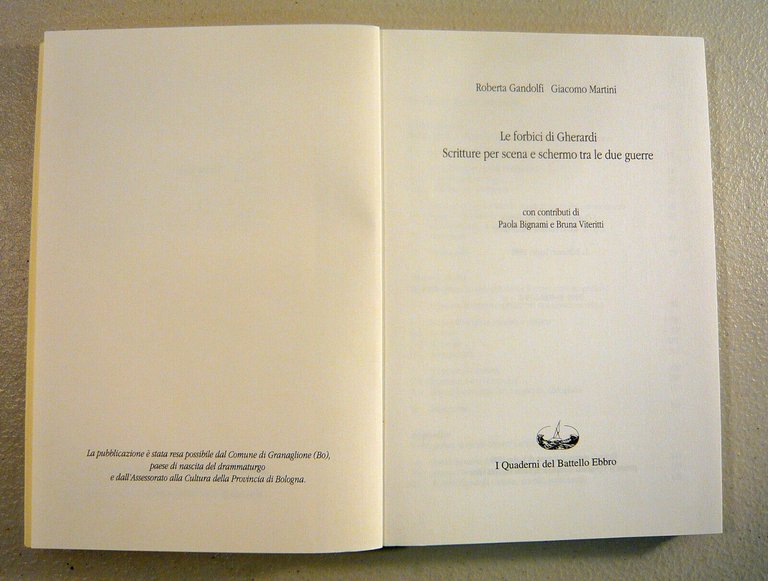 La pubblicazione è stata resa possibile dal Comune di Granaglione (Bo),
paese di nascita del drammaturgo
e dall'Assessorato alla Cultura della Provincia di Bologna.
Roberta Gandolfi Giacomo Martini
Le forbici di Gherardi
Scritture per scena e schermo tra le due guerre
con contributi di
Paola Bignami e Bruna Viteritti
I Quaderni del Battello Ebbro